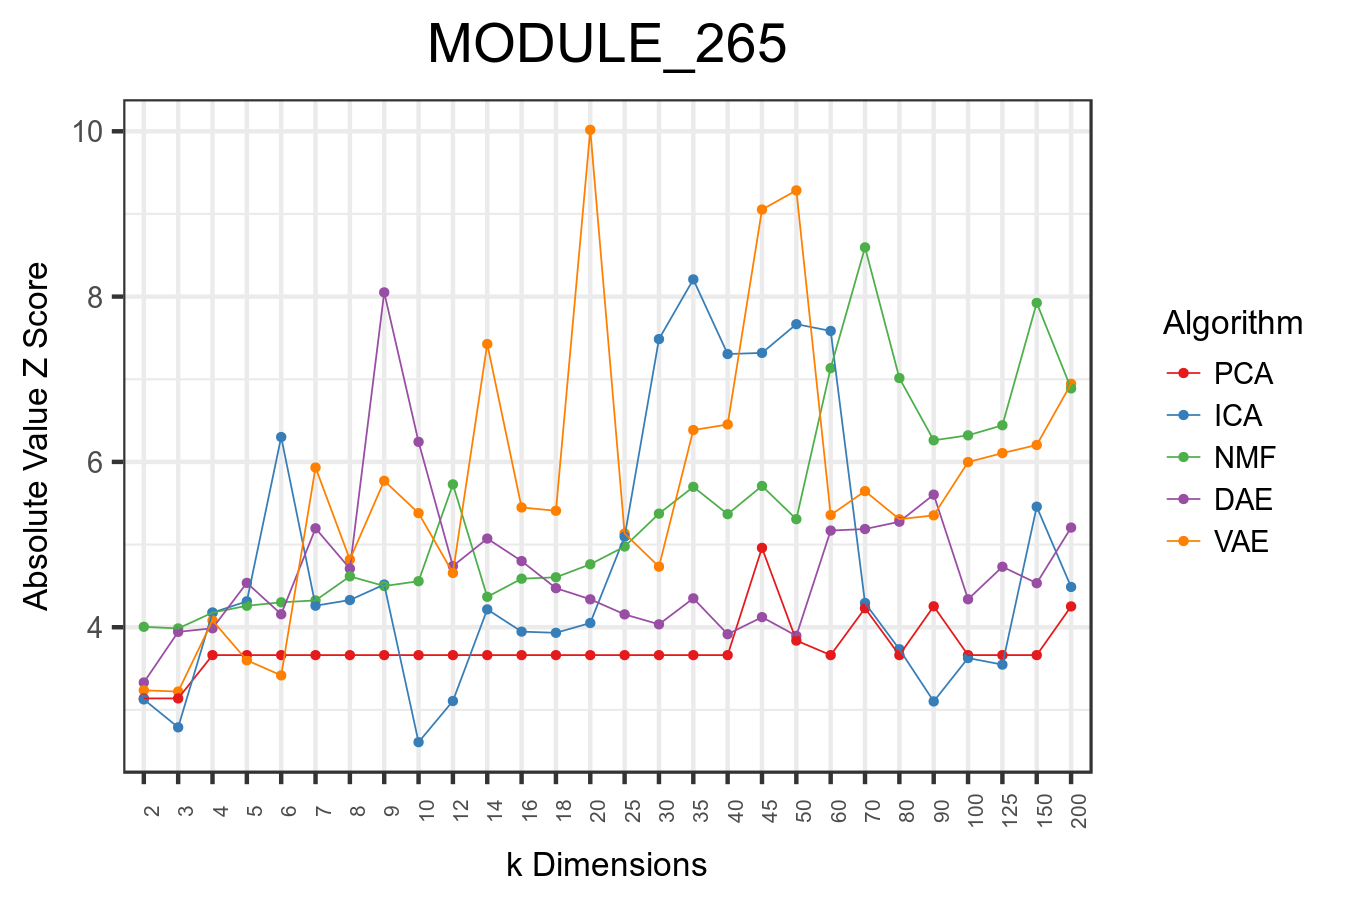 MODULE_265
10
8
6
4
Absolute Value Z Score
2 3 4 5 6 7 8 9 10 12 14 16 18 20 25 30 35 40 45 50 60 70 80 90 100 125 150 200
k Dimensions
Algorithm
PCA
ICA
NMF
DAE
VAE